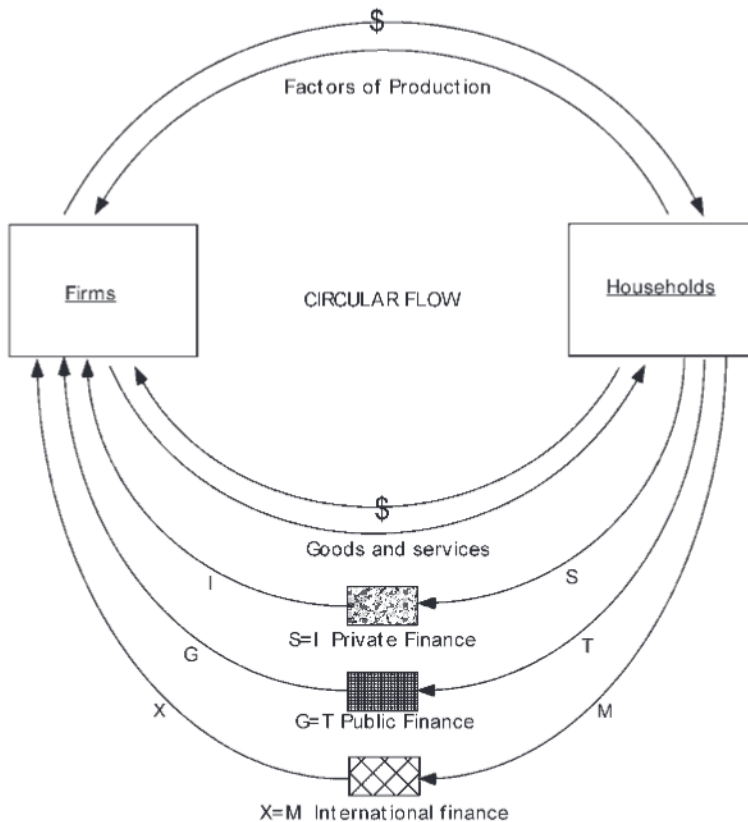 $
Factors of Production
Firms
CIRCULAR FLOW
Households
$
Goods and services
I
S
S=I Private Finance
G
T
G=T Public Finance
X
M
X=M International finance